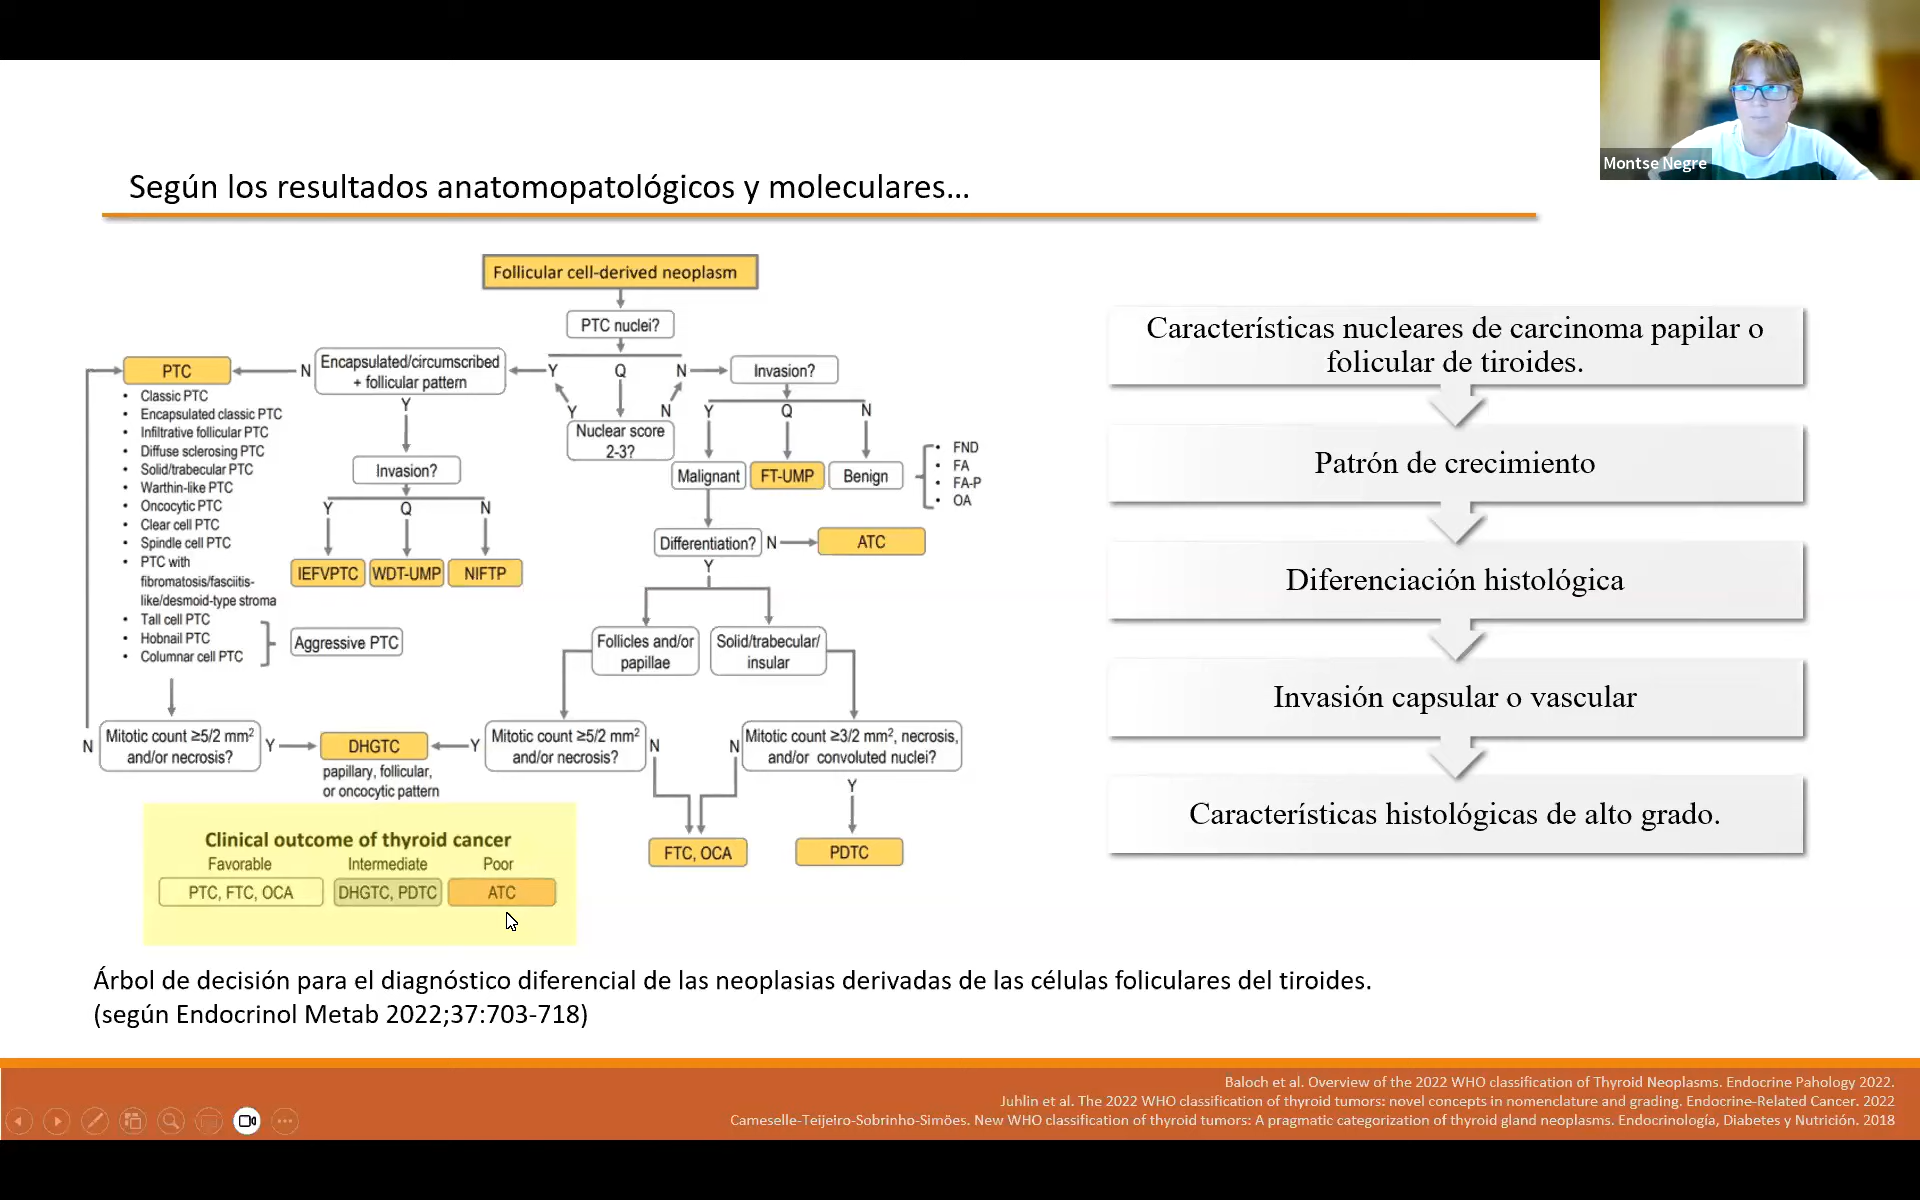 Montse Negre
Según los resultados anatomopatológicos y moleculares...
Follicular cell-derived neoplasm
PTC nuclei?
Y
Q
N
Encapsulated/circumscribed
+ follicular pattern
N
PTC
Y
N
Nuclear score
2-3?
Invasion?
Y
Q
N
Malignant
FT-UMP
Benign
• FND
• FA
• FA-P
• OA
• Classic PTC
• Encapsulated classic PTC
• Infiltrative follicular PTC
• Diffuse sclerosing PTC
• Solid/trabecular PTC
• Warthin-like PTC
• Oncocytic PTC
• Clear cell PTC
• Spindle cell PTC
• PTC with
fibromatosis/fasciitis-
like/desmoid-type stroma
• Tall cell PTC
• Hobnail PTC
• Columnar cell PTC
Aggressive PTC
Y
Invasion?
Y
Q
N
IEFVPTC
WDT-UMP
NIFTP
Differentiation?
N
ATC
Y
Follicles and/or
papillae
Solid/trabecular/
insular
N
Mitotic count ≥5/2 mm²
and/or necrosis?
Y
DHGTC
papillary, follicular,
or oncocytic pattern
Y
Mitotic count ≥5/2 mm²
and/or necrosis?
N
N
Mitotic count ≥3/2 mm², necrosis,
and/or convoluted nuclei?
Y
FTC, OCA
PDTC
Clinical outcome of thyroid cancer
Favorable
Intermediate
Poor
PTC, FTC, OCA
DHGTC, PDTC
ATC
Características nucleares de carcinoma papilar o
folicular de tiroides.
Patrón de crecimiento
Diferenciación histológica
Invasión capsular o vascular
Características histológicas de alto grado.
Árbol de decisión para el diagnóstico diferencial de las neoplasias derivadas de las células foliculares del tiroides.
(según Endocrinol Metab 2022;37:703-718)
Baloch et al. Overview of the 2022 WHO classification of Thyroid Neoplasms. Endocrine Pahology 2022.
Juhlin et al. The 2022 WHO classification of thyroid tumors: novel concepts in nomenclature and grading. Endocrine-Related Cancer. 2022
Cameselle-Teijeiro-Sobrinho-Simöes. New WHO classification of thyroid tumors: A pragmatic categorization of thyroid gland neoplasms. Endocrinología, Diabetes y Nutrición. 2018